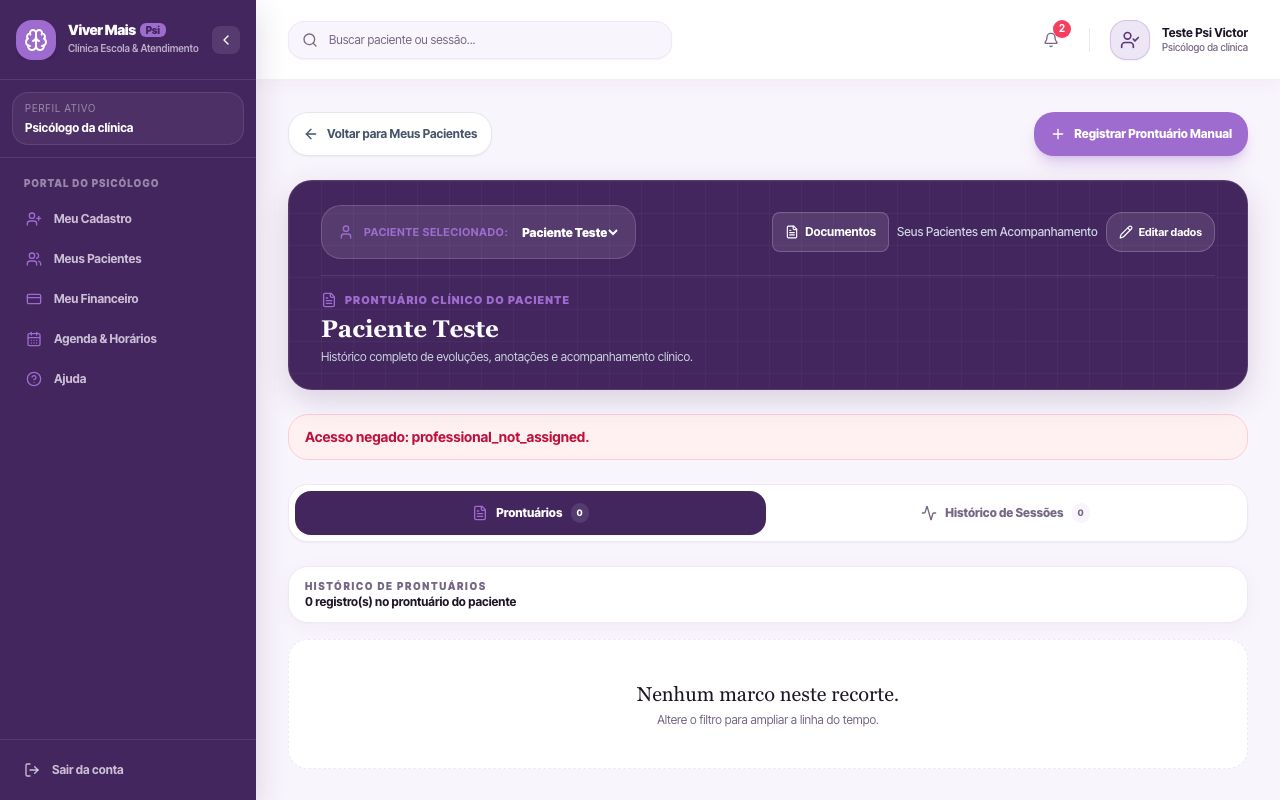 Viver Mais Psi
Clínica Escola & Atendimento
Buscar paciente ou sessão...
2
Teste Psi Victor
Psicólogo da clínica
PERFIL ATIVO
Psicólogo da clínica
PORTAL DO PSICÓLOGO
Meu Cadastro
Meus Pacientes
Meu Financeiro
Agenda & Horários
Ajuda
Sair da conta
Voltar para Meus Pacientes
Registrar Prontuário Manual
PACIENTE SELECIONADO: Paciente Teste
Documentos
Seus Pacientes em Acompanhamento
Editar dados
PRONTUÁRIO CLÍNICO DO PACIENTE
Paciente Teste
Histórico completo de evoluções, anotações e acompanhamento clínico.
Acesso negado: professional_not_assigned.
Prontuários 0
Histórico de Sessões 0
HISTÓRICO DE PRONTUÁRIOS
0 registro(s) no prontuário do paciente
Nenhum marco neste recorte.
Altere o filtro para ampliar a linha do tempo.